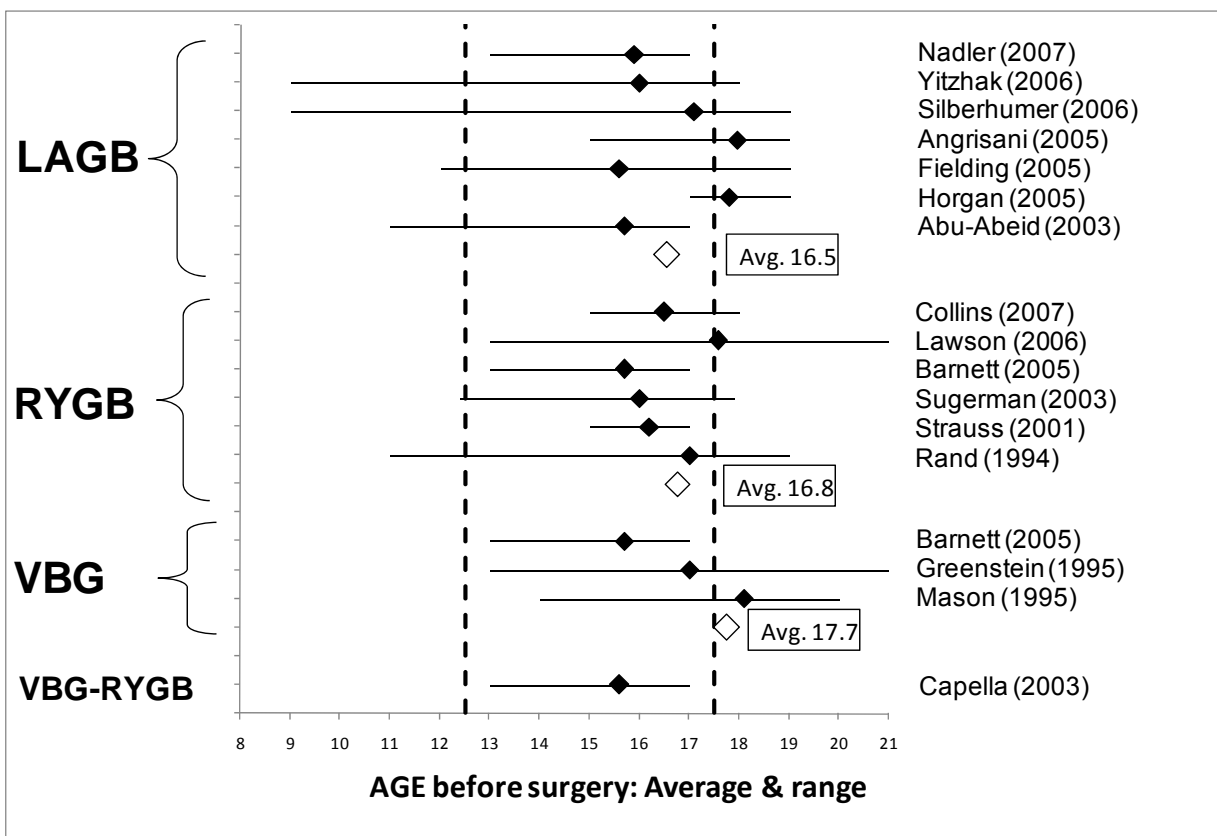 LAGB
Nadler (2007)
Yitzhak (2006)
Silberhumer (2006)
Angrisani (2005)
Fielding (2005)
Horgan (2005)
Abu-Abeid (2003)
Avg. 16.5
RYGB
Collins (2007)
Lawson (2006)
Barnett (2005)
Sugerman (2003)
Strauss (2001)
Rand (1994)
Avg. 16.8
VBG
Barnett (2005)
Greenstein (1995)
Mason (1995)
Avg. 17.7
VBG-RYGB
Capella (2003)
8 9 10 11 12 13 14 15 16 17 18 19 20 21
AGE before surgery: Average & range